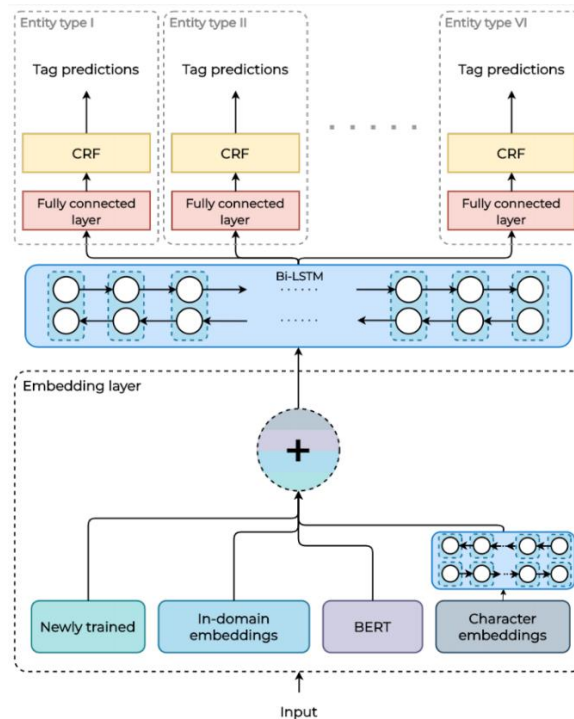 Entity type I
Entity type II
Entity type VI
Tag predictions
Tag predictions
Tag predictions
CRF
CRF
CRF
Fully connected
layer
Fully connected
layer
Fully connected
layer
Bi-LSTM
Embedding layer
+
Newly trained
In-domain
embeddings
BERT
Character
embeddings
Input